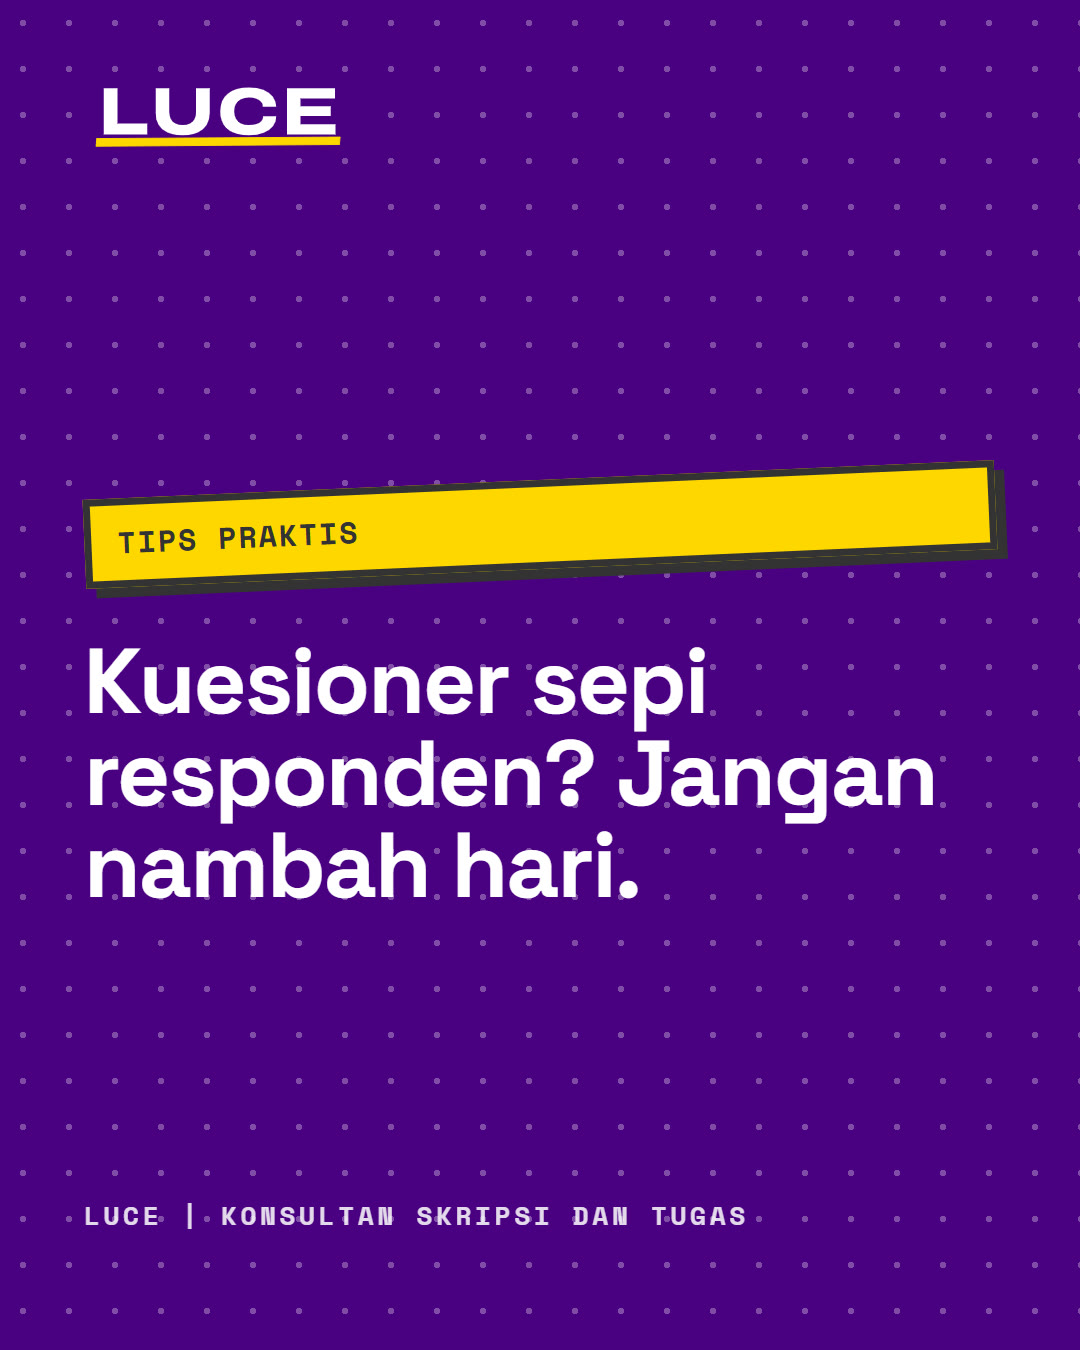 LUCE
TIPS PRAKTIS
Kuesioner sepi
responden? Jangan
nambah hari.
LUCE | KONSULTAN SKRIPSI DAN TUGAS